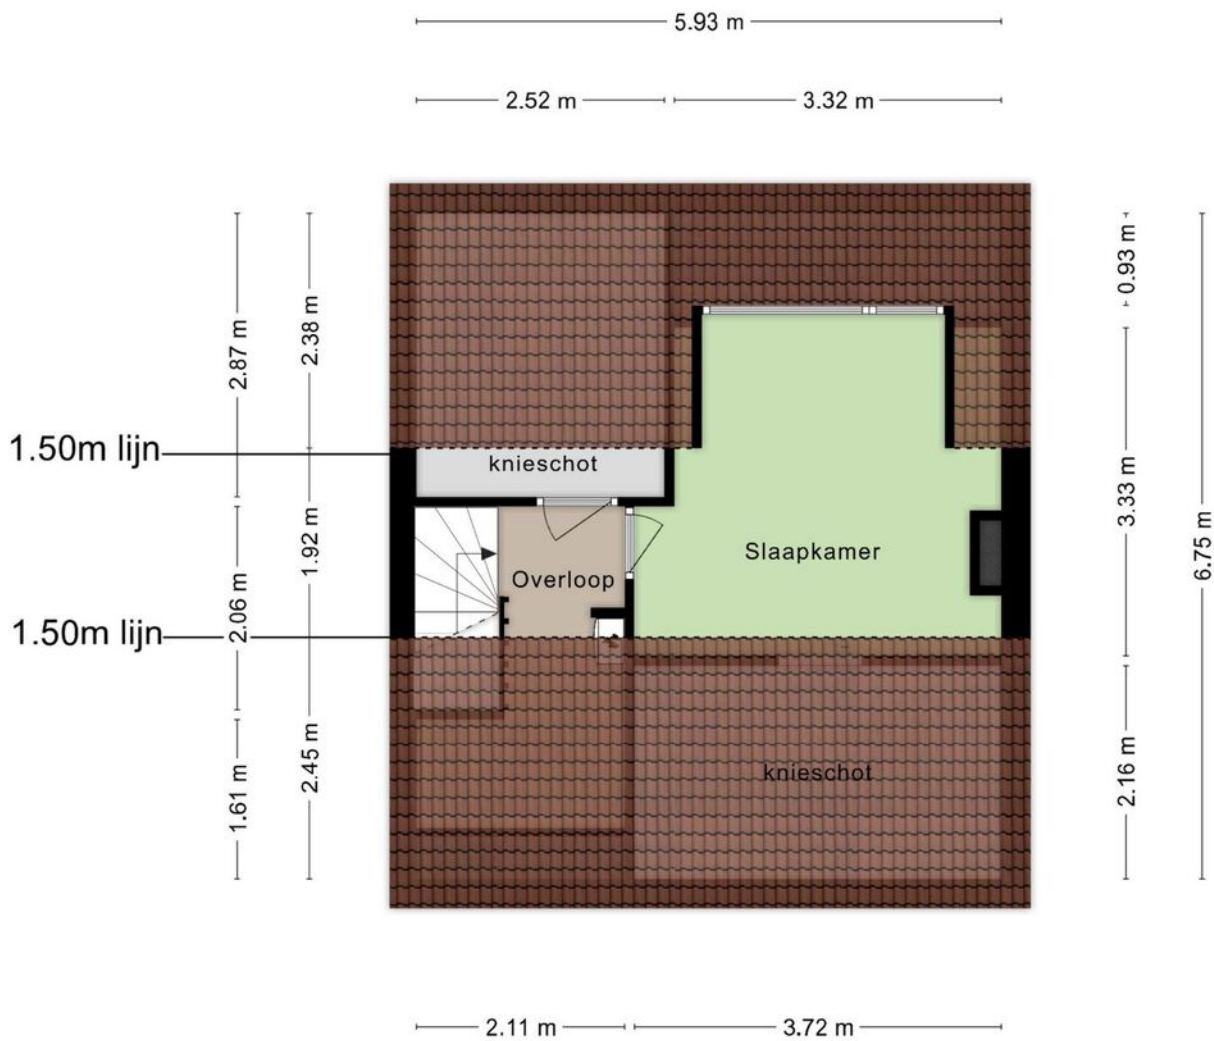 5.93 m
2.52 m
3.32 m
0.93 m
2.38 m
2.87 m
1.50m lijn
knieschot
3.33 m
6.75 m
1.92 m
Slaapkamer
Overloop
2.06 m
1.50m lijn
2.45 m
2.16 m
knieschot
1.61 m
2.11 m
3.72 m